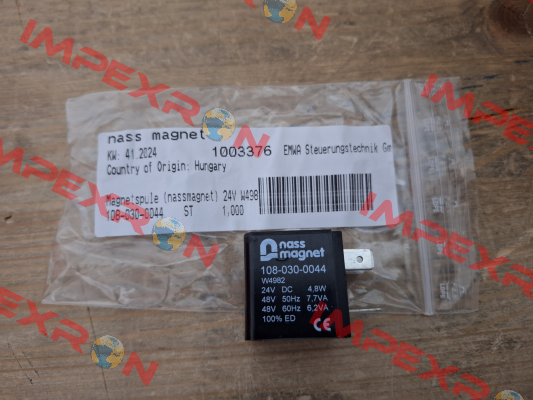 IMPEXRON
IMPEXRON
nass magnet
KW: 41.2024
1003376
EMWA Steuerungstechnik Gm
Country of Origin: Hungary
Magnetspule (nassmagnet) 24V W498
108-030-0044 ST 1,000
nass
magnet
108-030-0044
W4982
24V DC 4,8W
48V 50Hz 7,7VA
48V 60Hz 6,2VA
100% ED
CE
IMPEXRON
IMPEXRON